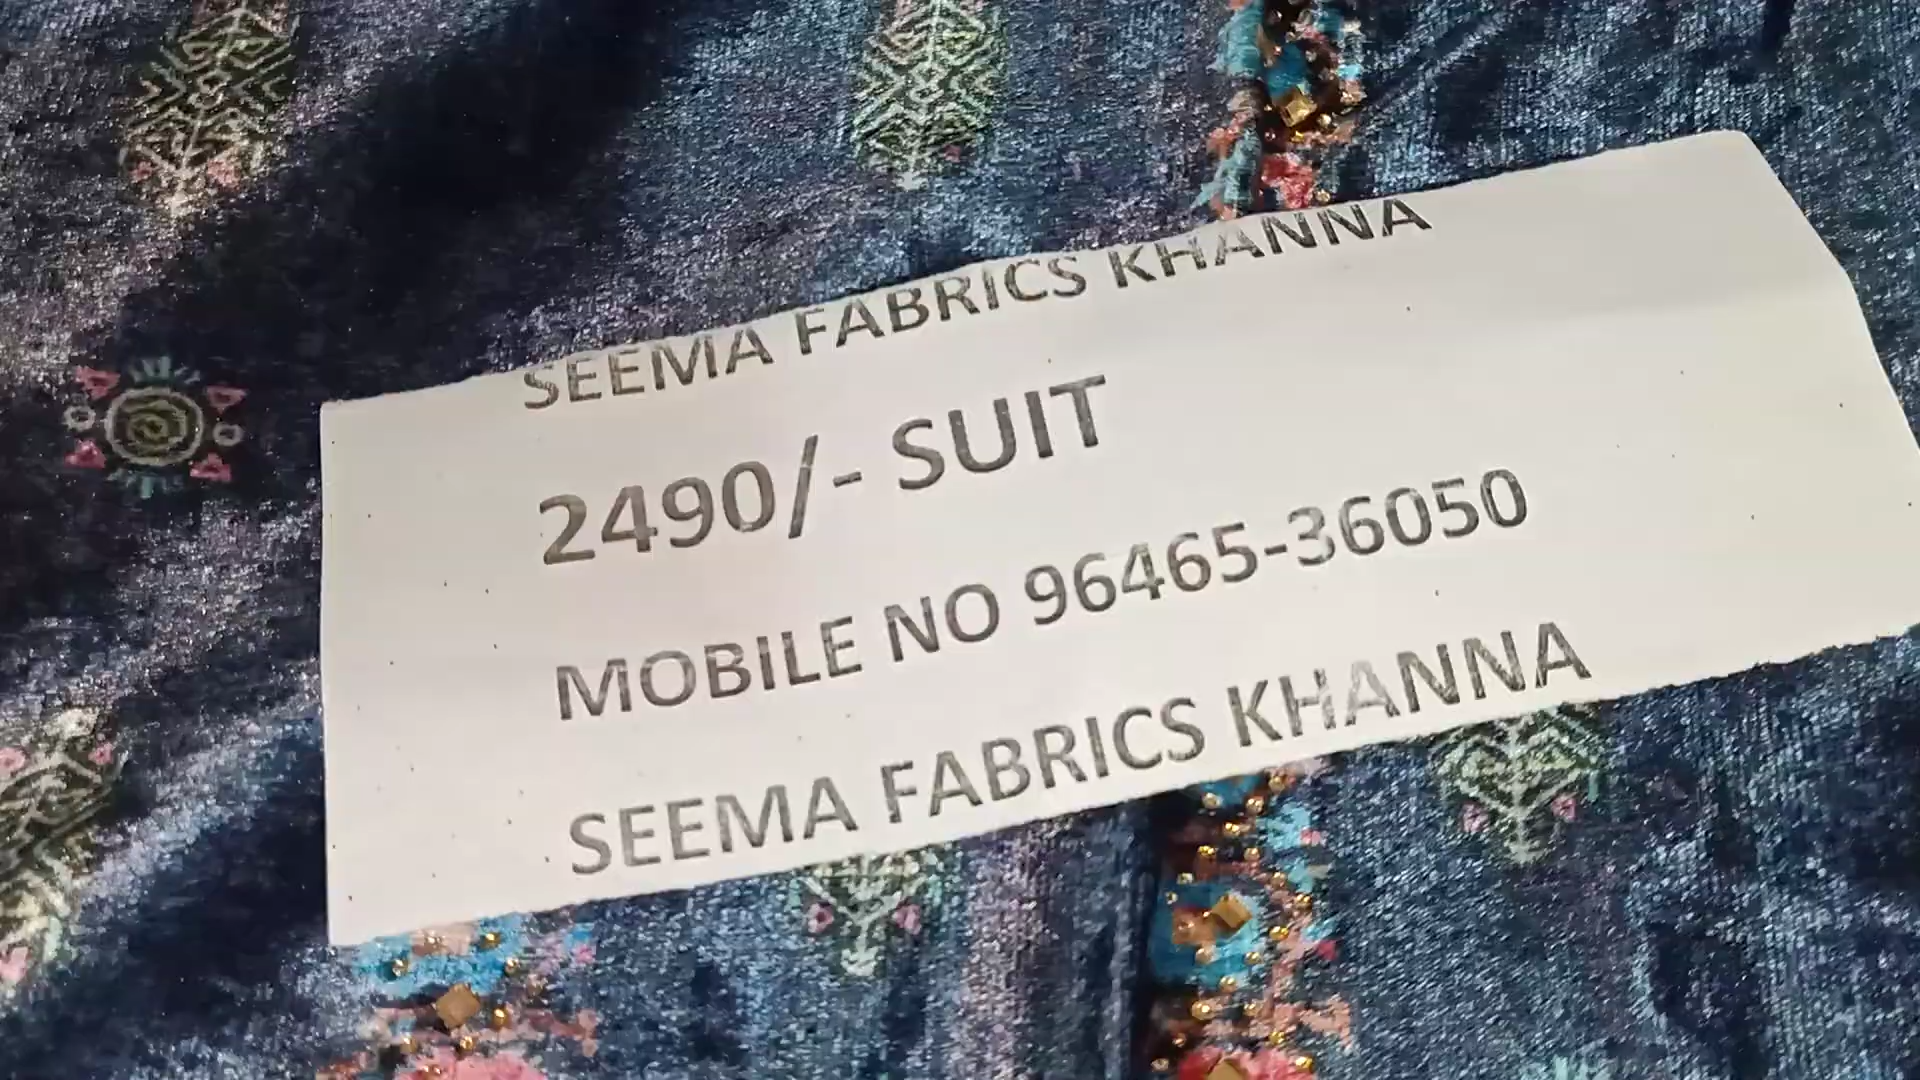 SEEMA FABRICS KHANNA
2490/- SUIT
MOBILE NO 96465-36050
SEEMA FABRICS KHANNA